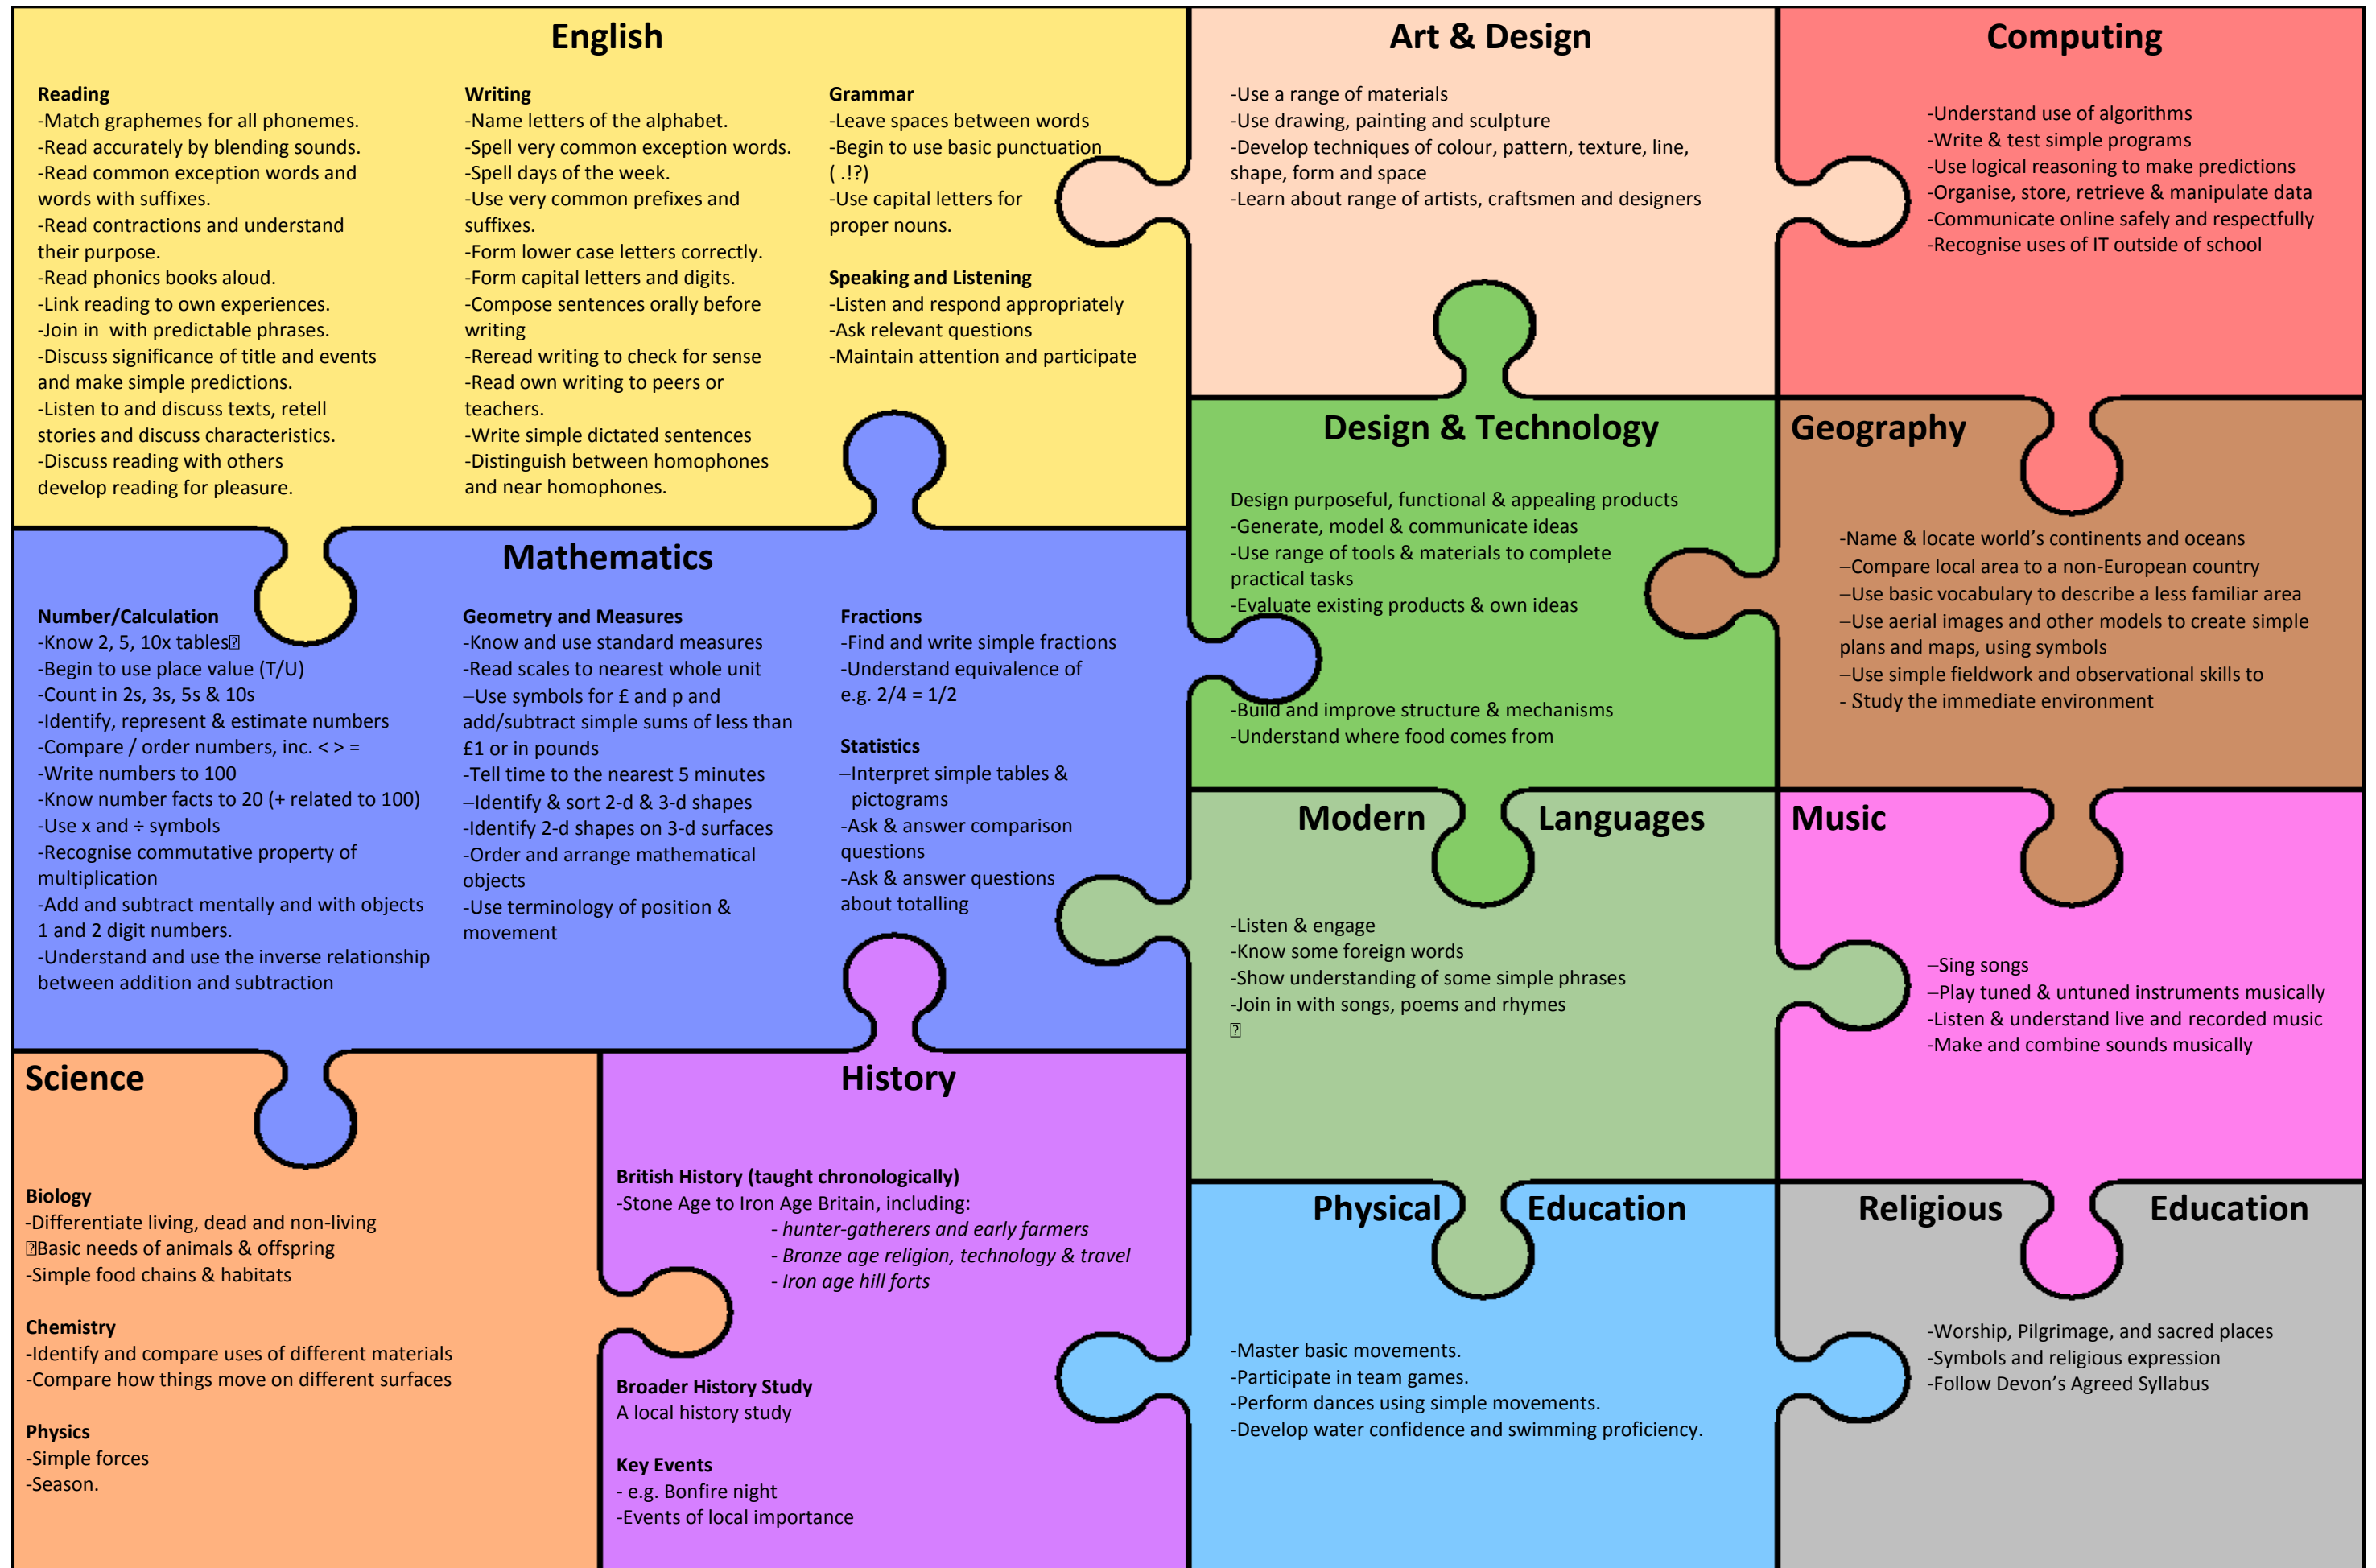 English
Reading
-Match graphemes for all phonemes.
-Read accurately by blending sounds.
-Read common exception words and
words with suffixes.
-Read contractions and understand
their purpose.
-Read phonics books aloud.
-Link reading to own experiences.
-Join in  with predictable phrases.
-Discuss significance of title and events
and make simple predictions.
-Listen to and discuss texts, retell
stories and discuss characteristics.
-Discuss reading with others
develop reading for pleasure.
Writing
-Name letters of the alphabet.
-Spell very common exception words.
-Spell days of the week.
-Use very common prefixes and
suffixes.
-Form lower case letters correctly.
-Form capital letters and digits.
-Compose sentences orally before
writing
-Reread writing to check for sense
-Read own writing to peers or
teachers.
-Write simple dictated sentences
-Distinguish between homophones
and near homophones.
Grammar
-Leave spaces between words
-Begin to use basic punctuation
( .!?)
-Use capital letters for
proper nouns.
Speaking and Listening
-Listen and respond appropriately
-Ask relevant questions
-Maintain attention and participate
Art & Design
-Use a range of materials
-Use drawing, painting and sculpture
-Develop techniques of colour, pattern, texture, line,
shape, form and space
-Learn about range of artists, craftsmen and designers
Computing
-Understand use of algorithms
-Write & test simple programs
-Use logical reasoning to make predictions
-Organise, store, retrieve & manipulate data
-Communicate online safely and respectfully
-Recognise uses of IT outside of school
Mathematics
Number/Calculation
-Know 2, 5, 10x tables
-Begin to use place value (T/U)
-Count in 2s, 3s, 5s & 10s
-Identify, represent & estimate numbers
-Compare / order numbers, inc. < > =
-Write numbers to 100
-Know number facts to 20 (+ related to 100)
-Use x and ÷ symbols
-Recognise commutative property of
multiplication
-Add and subtract mentally and with objects
1 and 2 digit numbers.
-Understand and use the inverse relationship
between addition and subtraction
Geometry and Measures
-Know and use standard measures
-Read scales to nearest whole unit
–Use symbols for £ and p and
add/subtract simple sums of less than
£1 or in pounds
-Tell time to the nearest 5 minutes
–Identify & sort 2-d & 3-d shapes
-Identify 2-d shapes on 3-d surfaces
-Order and arrange mathematical
objects
-Use terminology of position &
movement
Fractions
-Find and write simple fractions
-Understand equivalence of
e.g. 2/4 = 1/2
Statistics
–Interpret simple tables &
pictograms
-Ask & answer comparison
questions
-Ask & answer questions
about totalling
Design & Technology
Design purposeful, functional & appealing products
-Generate, model & communicate ideas
-Use range of tools & materials to complete
practical tasks
-Evaluate existing products & own ideas
-Build and improve structure & mechanisms
-Understand where food comes from
Geography
-Name & locate world’s continents and oceans
–Compare local area to a non-European country
–Use basic vocabulary to describe a less familiar area
–Use aerial images and other models to create simple
plans and maps, using symbols
–Use simple fieldwork and observational skills to
- Study the immediate environment
Modern Languages
-Listen & engage
-Know some foreign words
-Show understanding of some simple phrases
-Join in with songs, poems and rhymes
Music
–Sing songs
–Play tuned & untuned instruments musically
-Listen & understand live and recorded music
-Make and combine sounds musically
Science
Biology
-Differentiate living, dead and non-living
Basic needs of animals & offspring
-Simple food chains & habitats
Chemistry
-Identify and compare uses of different materials
-Compare how things move on different surfaces
Physics
-Simple forces
-Season.
History
British History (taught chronologically)
-Stone Age to Iron Age Britain, including:
- hunter-gatherers and early farmers
- Bronze age religion, technology & travel
- Iron age hill forts
Broader History Study
A local history study
Key Events
- e.g. Bonfire night
-Events of local importance
Physical Education
-Master basic movements.
-Participate in team games.
-Perform dances using simple movements.
-Develop water confidence and swimming proficiency.
Religious Education
-Worship, Pilgrimage, and sacred places
-Symbols and religious expression
-Follow Devon’s Agreed Syllabus